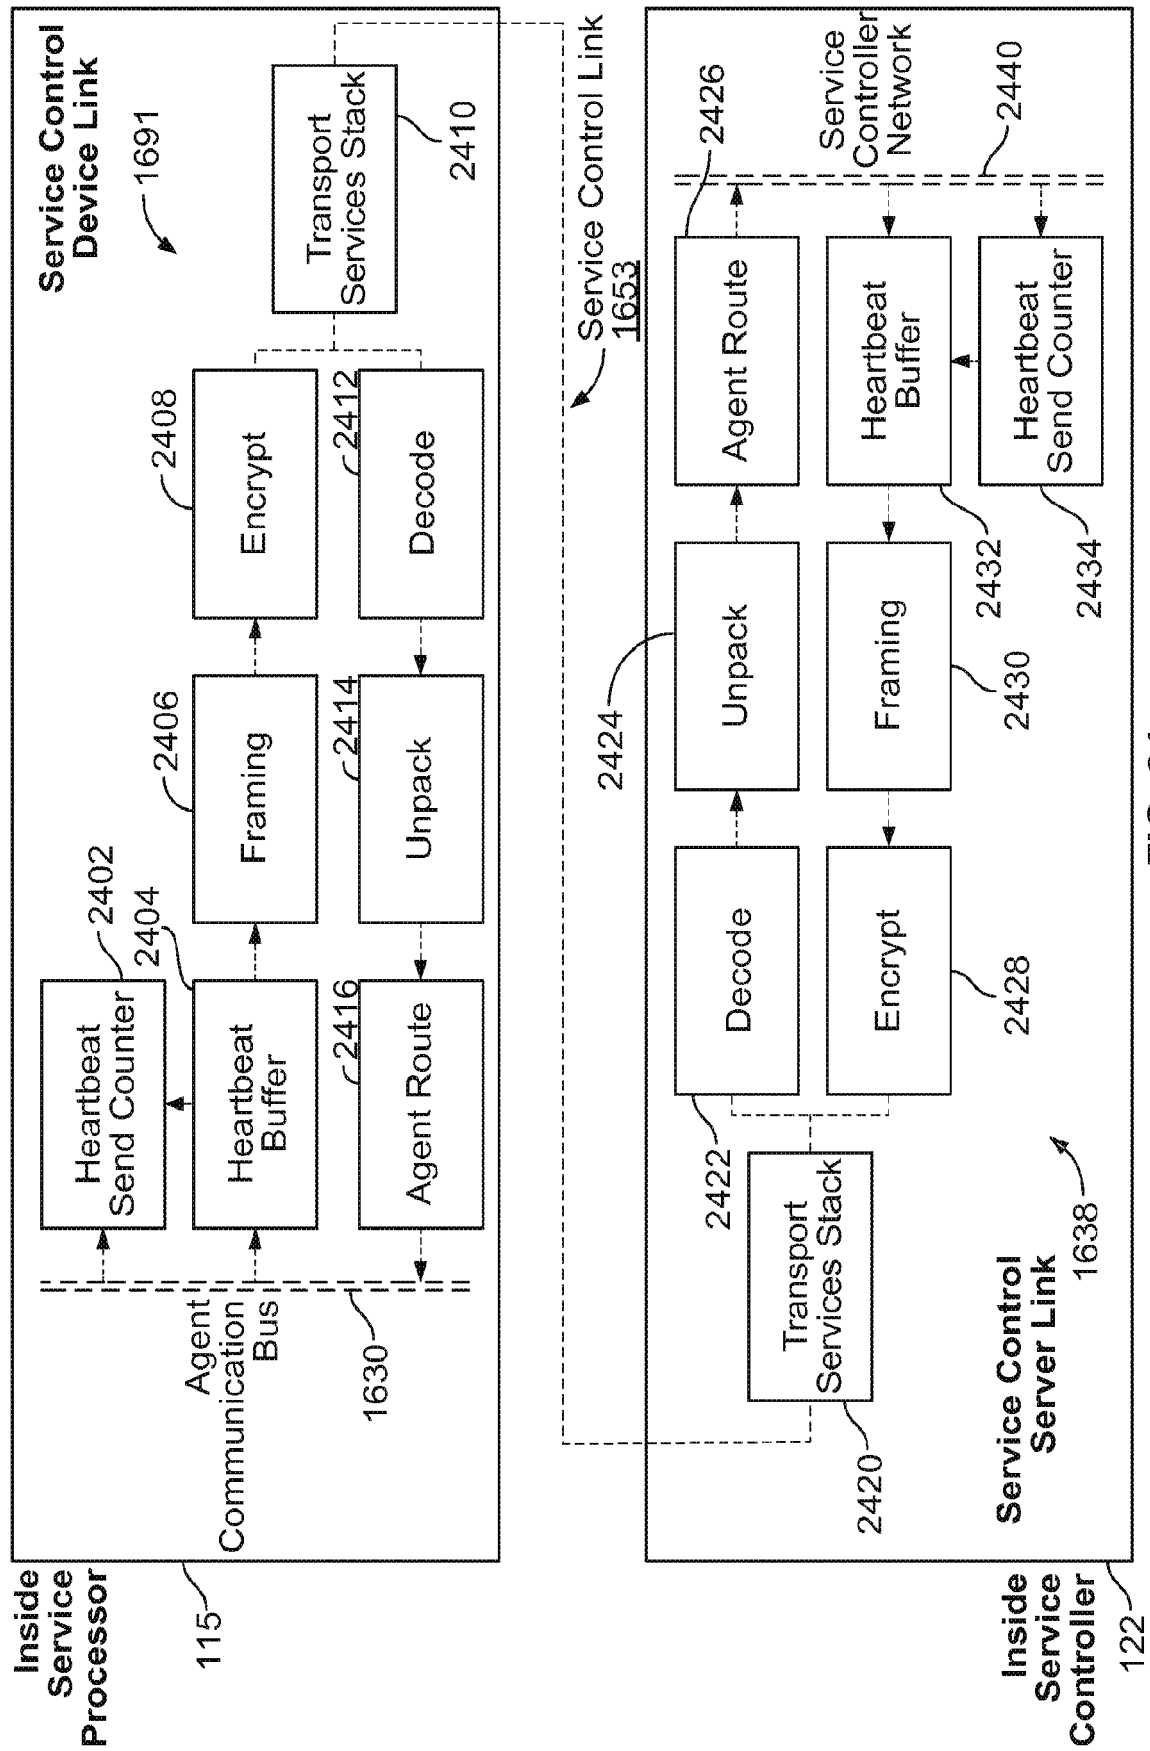 Inside
Service
Processor
115
Service Control
Device Link
1691
Agent
Communication
Bus
1630
Heartbeat
Send Counter
2402
Heartbeat
Buffer
2404
Framing
2406
Encrypt
2408
Transport
Services Stack
2410
Decode
2412
Unpack
2414
Agent Route
2416
Service Control Link
1653
Inside
Service
Controller
122
Service Control
Server Link
1638
Transport
Services Stack
2420
Decode
2422
Unpack
2424
Agent Route
2426
Encrypt
2428
Framing
2430
Heartbeat
Buffer
2432
Heartbeat
Send Counter
2434
Service
Controller
Network
2440